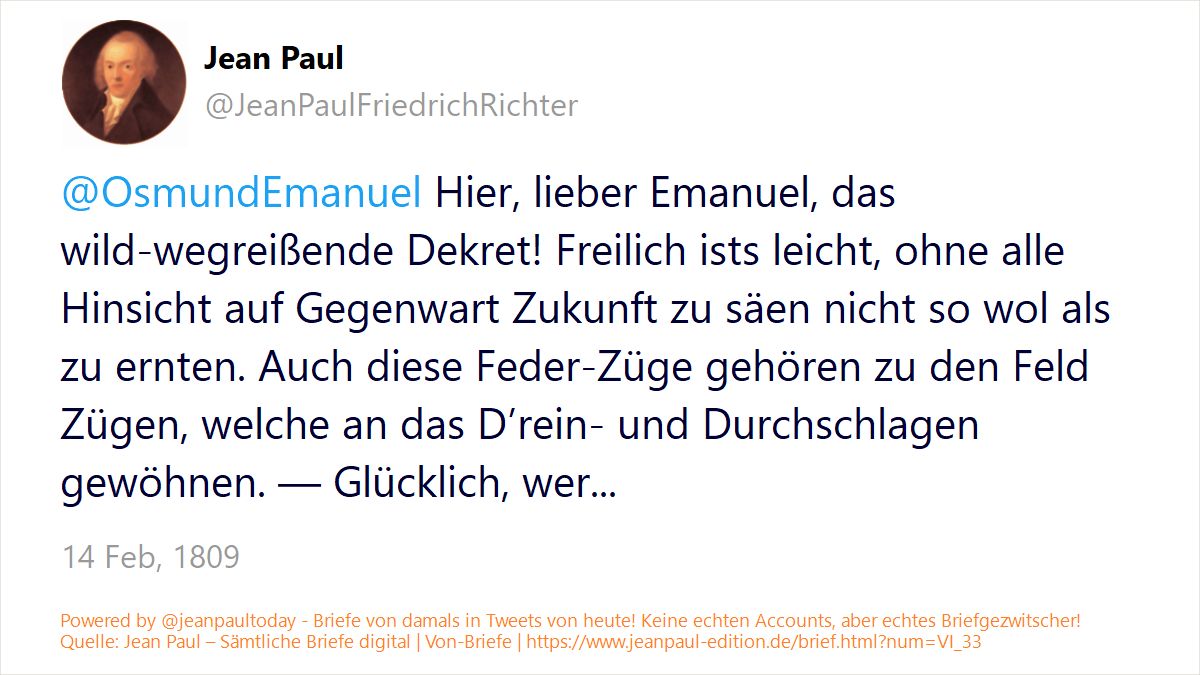 Jean Paul
@JeanPaulFriedrichRichter
@OsmundEmanuel Hier, lieber Emanuel, das
wild-wegreißende Dekret! Freilich ists leicht, ohne alle
Hinsicht auf Gegenwart Zukunft zu säen nicht so wol als
zu ernten. Auch diese Feder-Züge gehören zu den Feld
Zügen, welche an das D’rein- und Durchschlagen
gewöhnen. — Glücklich, wer...
14 Feb, 1809
Powered by @jeanpaultoday - Briefe von damals in Tweets von heute! Keine echten Accounts, aber echtes Briefgezwitscher!
Quelle: Jean Paul – Sämtliche Briefe digital | Von-Briefe | https://www.jeanpaul-edition.de/brief.html?num=VI_33